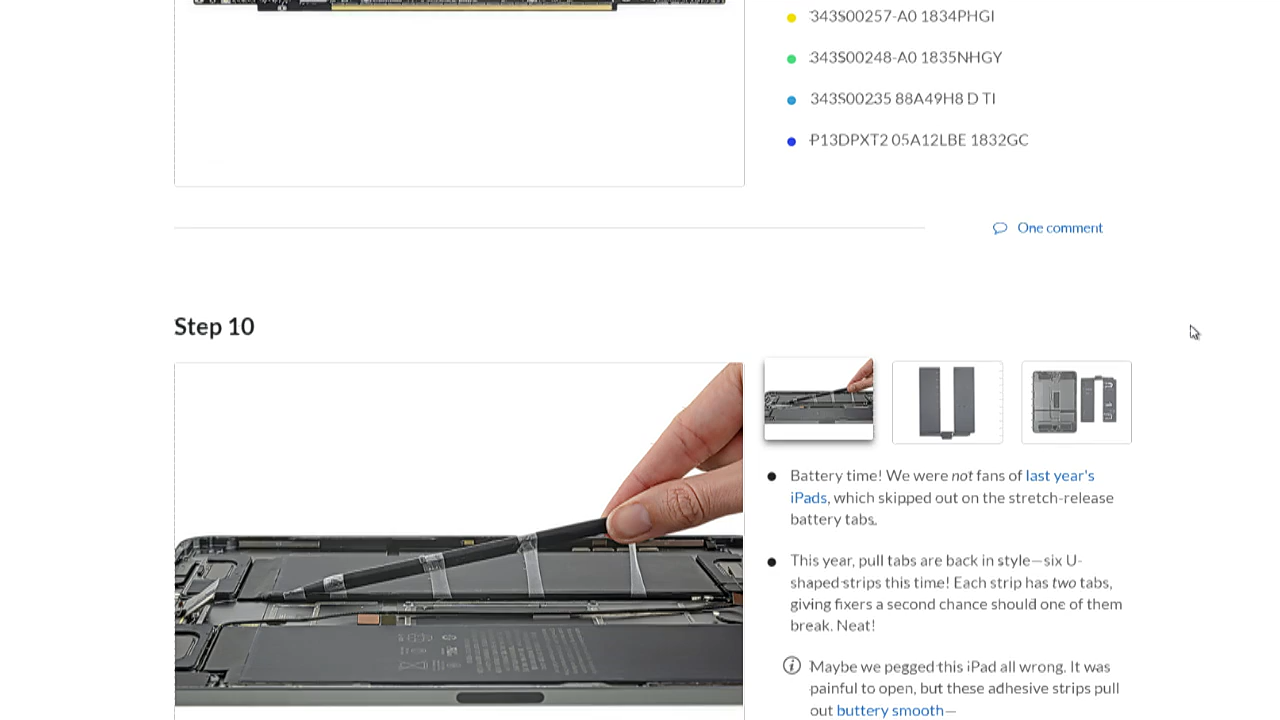 343S00257-A0 1834PHGI
343S00248-A0 1835NHGY
343S00235 88A49H8 D TI
P13DPXT2 05A12LBE 1832GC
One comment
Step 10
Battery time! We were not fans of last year's
iPads, which skipped out on the stretch-release
battery tabs.
This year, pull tabs are back in style—six U-
shaped strips this time! Each strip has two tabs,
giving fixers a second chance should one of them
break. Neat!
Maybe we pegged this iPad all wrong. It was
painful to open, but these adhesive strips pull
out buttery smooth—